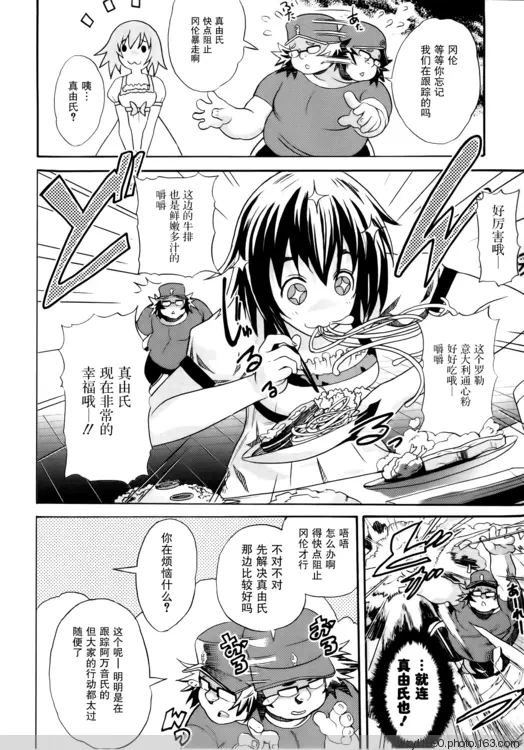 冈伦
等等你忘记
我们在跟踪的吗
真由氏
快点阻止
冈伦暴走啊
咦…
真由氏？
好厉害哦—
这边的牛排
也是鲜嫩多汁的
嚼嚼
这个罗勒
意大利通心粉
好好吃哦—
嚼嚼
真由氏
现在非常的
幸福哦—!!
あれー
…就连
真由氏也！
唔唔
怎么办啊
得快点阻止
冈伦才行
不对不对
先解决真由氏
那边比较好吗
おろ
おろ
你在烦恼什么？
这个呢—明明是在
跟踪阿万音氏的
但大家的行动都太过
随便了